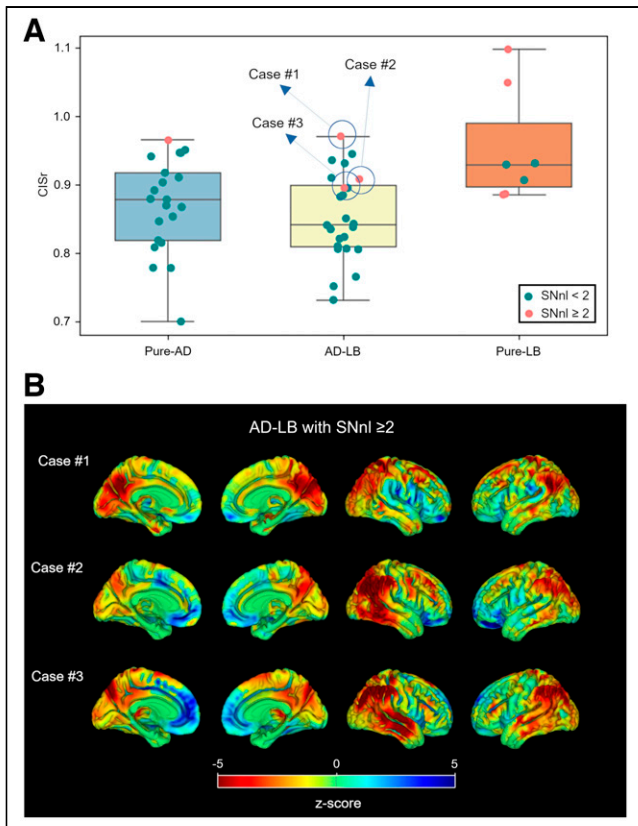 A
1.1
1.0
0.9
0.8
0.7
CISr
Case #1
Case #2
Case #3
SNnl < 2
SNnl ≥ 2
Pure-AD
AD-LB
Pure-LB
B
AD-LB with SNnl ≥2
Case #1
Case #2
Case #3
-5
0
5
z-score